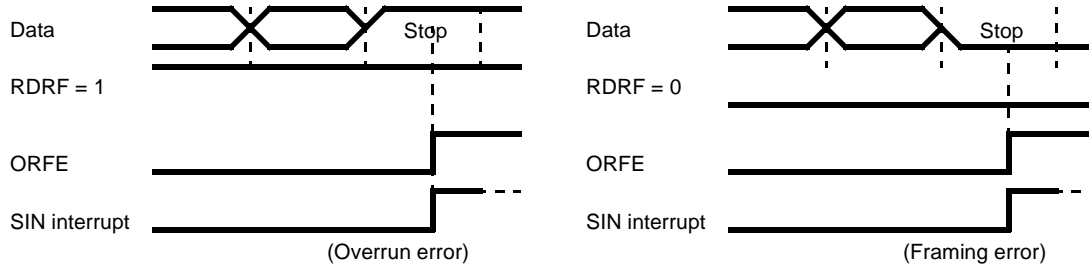 Data
Stop
RDRF = 1
ORFE
SIN interrupt
(Overrun error)
Data
Stop
RDRF = 0
ORFE
SIN interrupt
(Framing error)